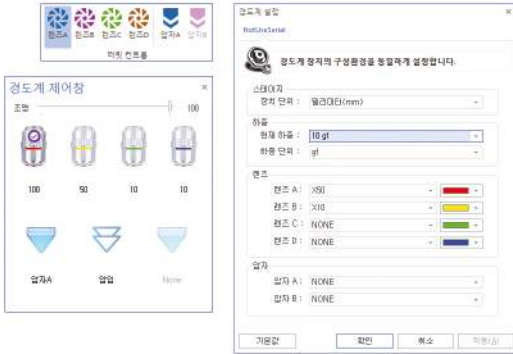 렌즈A 렌즈B 렌즈C 렌즈D 압자A 압자B
터릿 컨트롤
경도계 제어창
조명 100
100 50 10 10
압자A 압입 None
경도계 설정
NotUseSerial
경도계 장치의 구성환경을 동일하게 설정합니다.
스테이지
장치 단위 : 밀리미터(mm)
하중
현재 하중 : 10 gf
하중 단위 : gf
렌즈
렌즈 A : X50
렌즈 B : X10
렌즈 C : NONE
렌즈 D : NONE
압자
압자 A : NONE
압자 B : NONE
기본값 확인 취소 적용(A)